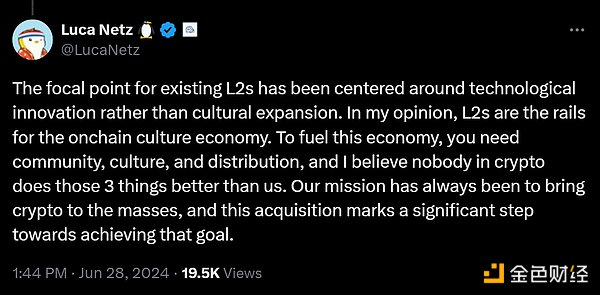 Luca Netz
@LucaNetz
The focal point for existing L2s has been centered around technological
innovation rather than cultural expansion. In my opinion, L2s are the rails
for the onchain culture economy. To fuel this economy, you need
community, culture, and distribution, and I believe nobody in crypto
does those 3 things better than us. Our mission has always been to bring
crypto to the masses, and this acquisition marks a significant step
towards achieving that goal.
1:44 PM · Jun 28, 2024 · 19.5K Views
金色财经